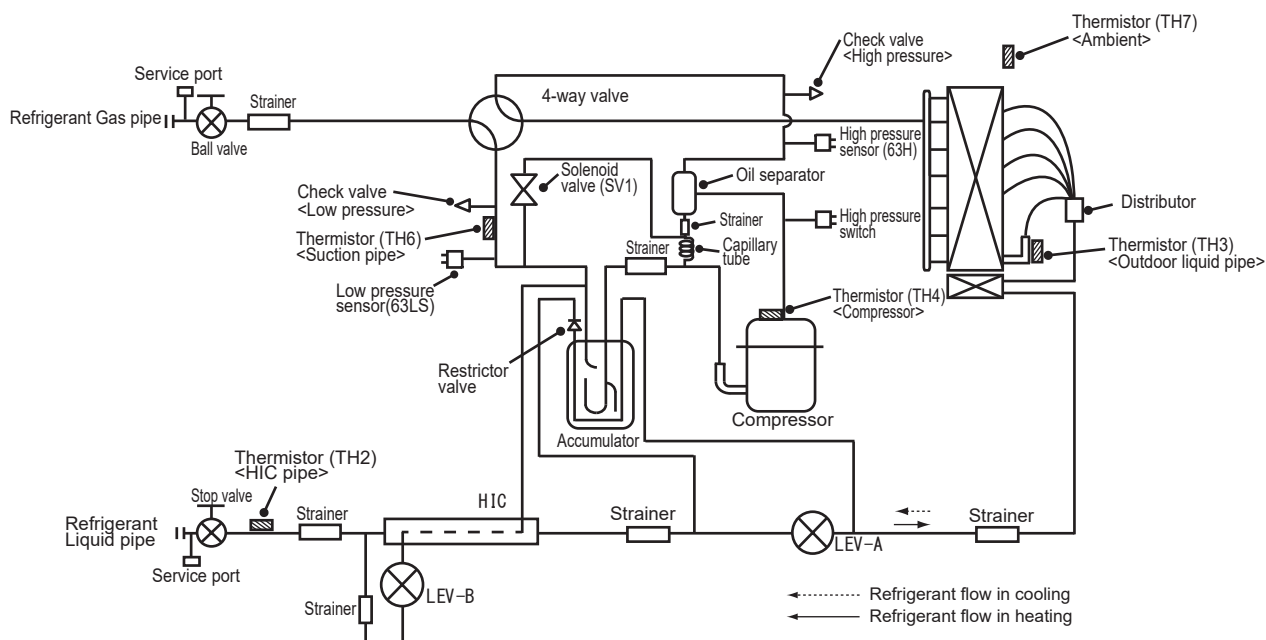 Thermistor (TH7)
<Ambient>
Check valve
<High pressure>
Service port
Refrigerant Gas pipe
Strainer
Ball valve
4-way valve
High pressure
sensor (63H)
Solenoid
valve (SV1)
Oil separator
Check valve
<Low pressure>
Strainer
High pressure
switch
Distributor
Thermistor (TH6)
<Suction pipe>
Strainer
Capillary
tube
Thermistor (TH3)
<Outdoor liquid pipe>
Low pressure
sensor(63LS)
Thermistor (TH4)
<Compressor>
Restrictor
valve
Compressor
Accumulator
Thermistor (TH2)
<HIC pipe>
Stop valve
HIC
Refrigerant
Liquid pipe
Strainer
Strainer
Strainer
LEV-A
Service port
LEV-B
Strainer
Refrigerant flow in cooling
Refrigerant flow in heating